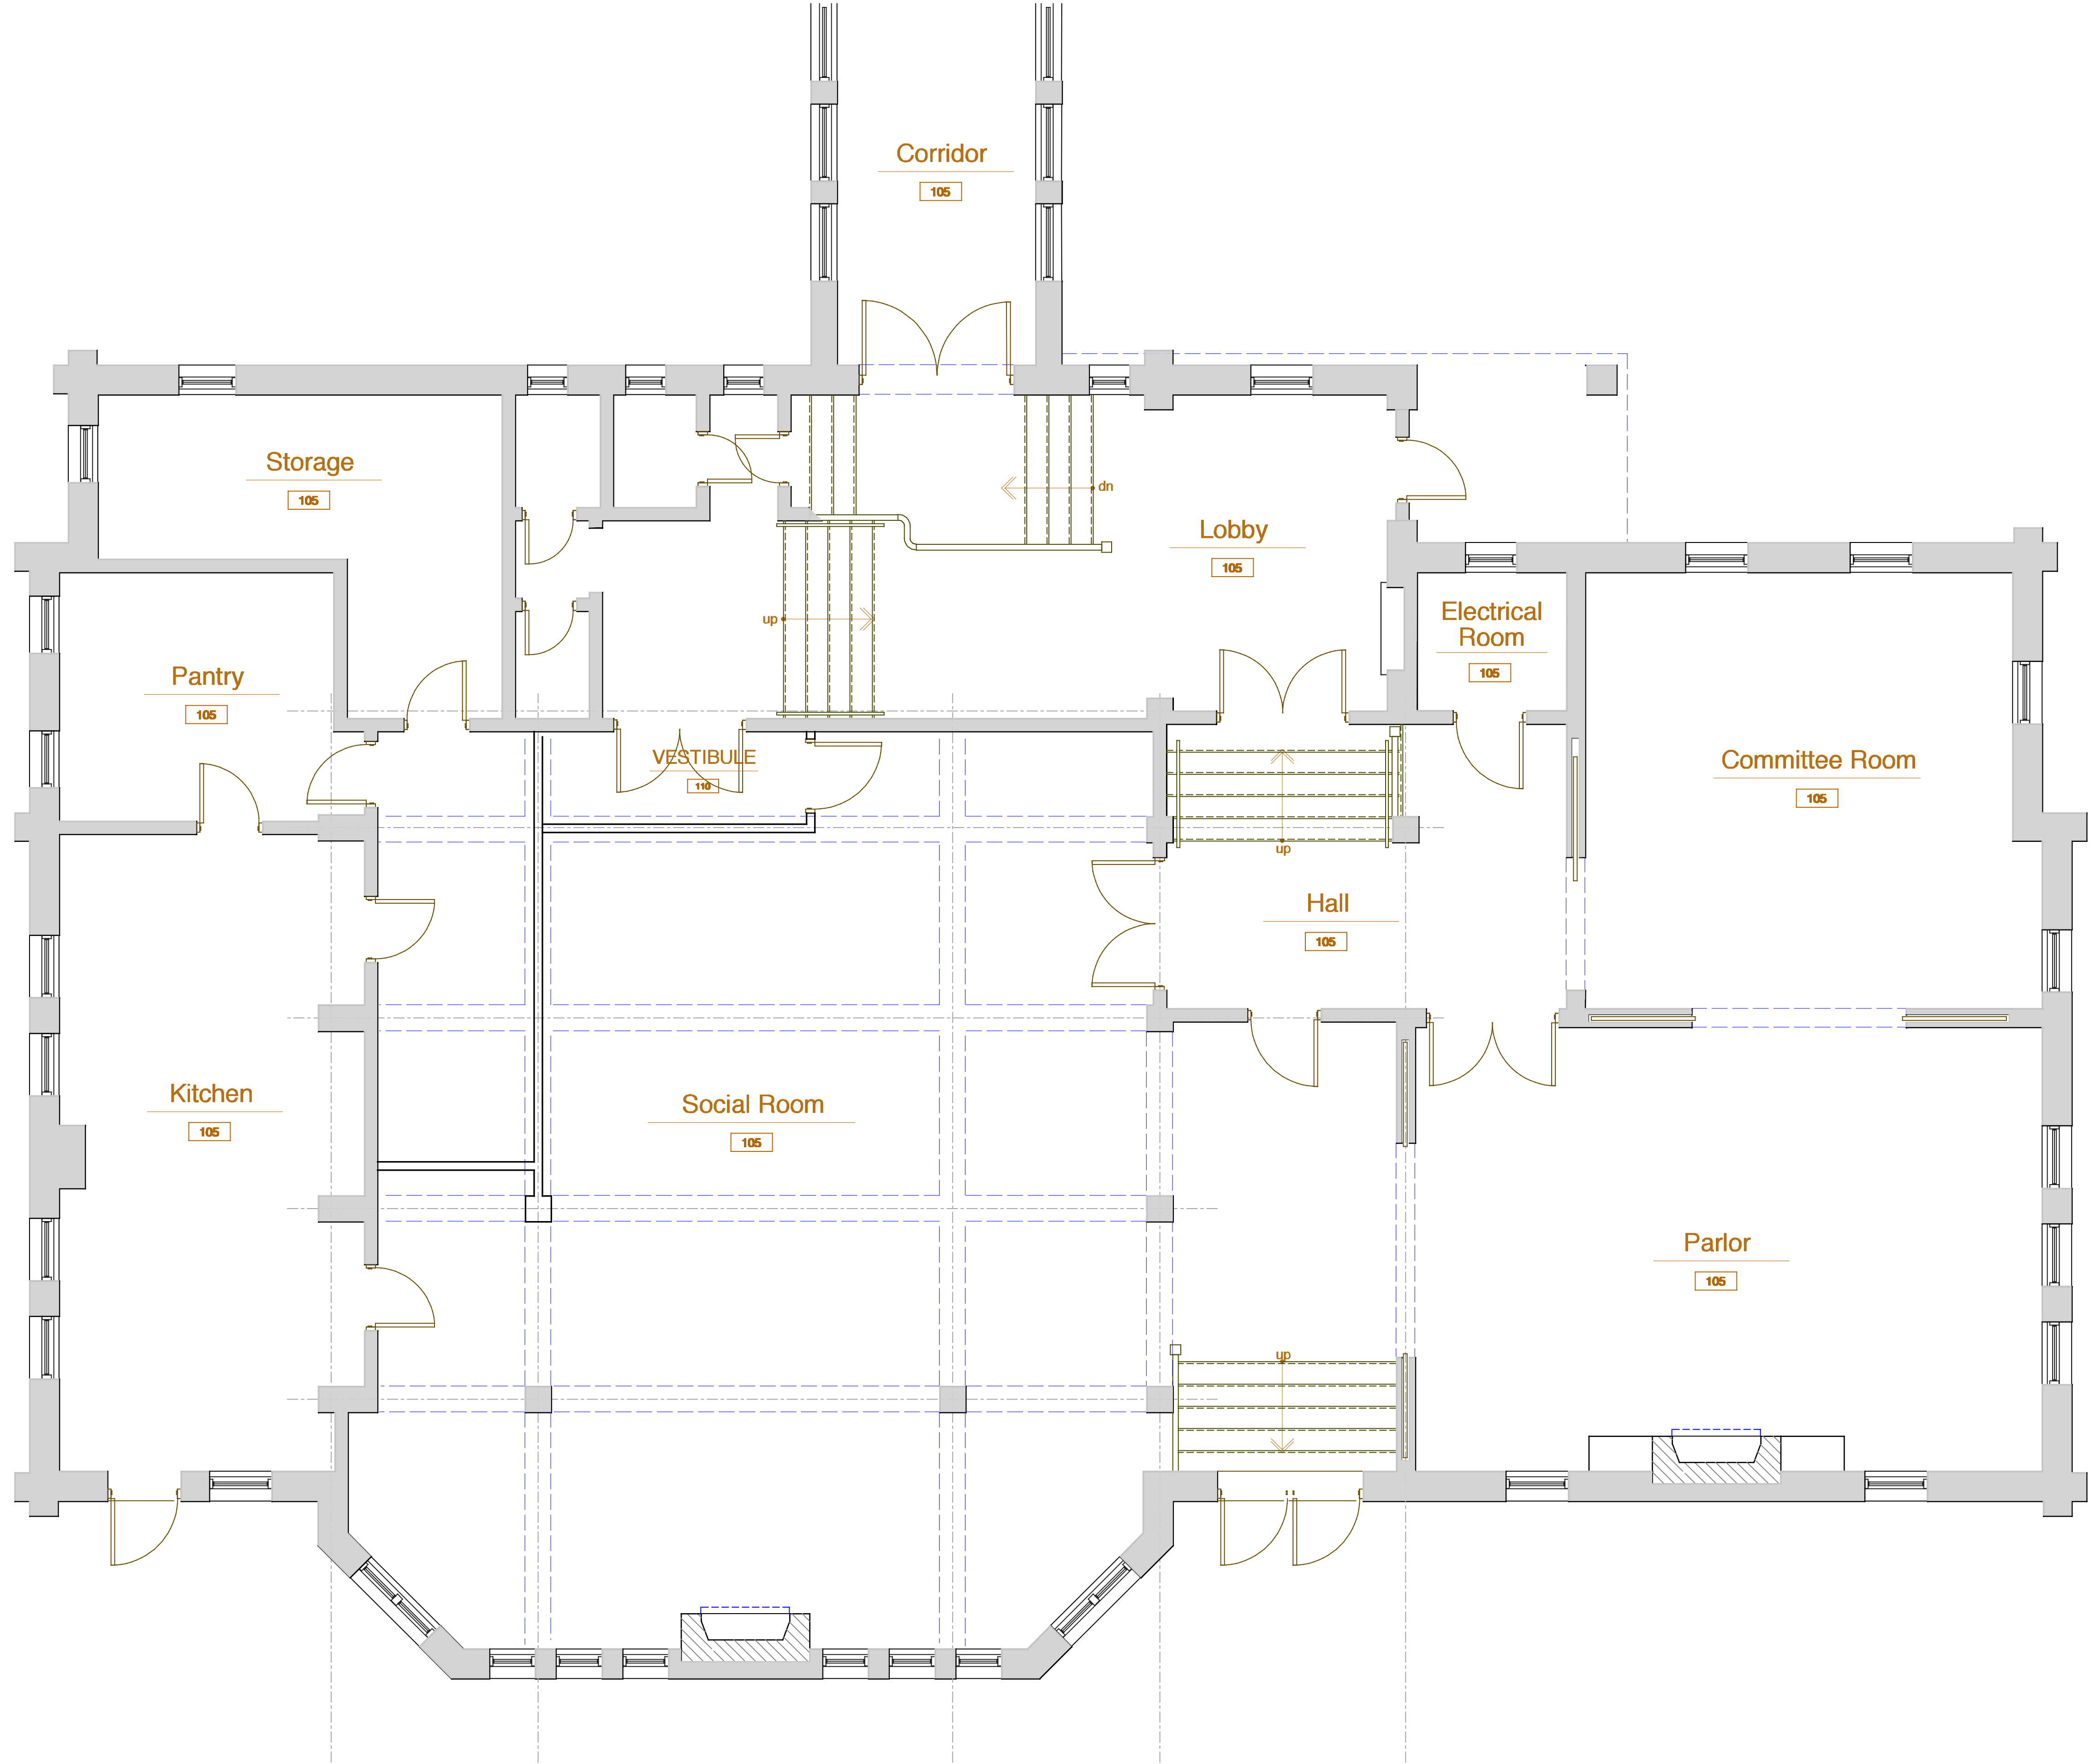 Corridor
105
Storage
105
dn
Lobby
105
up
Electrical
Room
105
Pantry
105
VESTIBULE
110
Committee Room
105
up
Hall
105
Kitchen
105
Social Room
105
Parlor
105
up